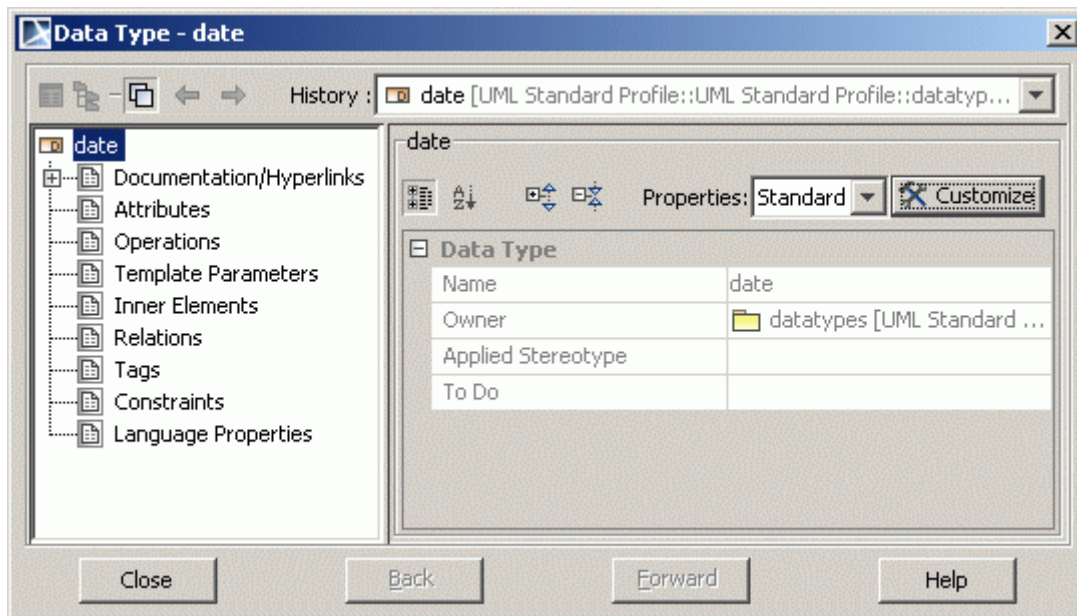 Data Type - date
History : date [UML Standard Profile::UML Standard Profile::datatyp...
date
Documentation/Hyperlinks
Attributes
Operations
Template Parameters
Inner Elements
Relations
Tags
Constraints
Language Properties
date
Properties: Standard Customize
Data Type
Name date
Owner datatypes [UML Standard ...
Applied Stereotype
To Do
Close Back Forward Help